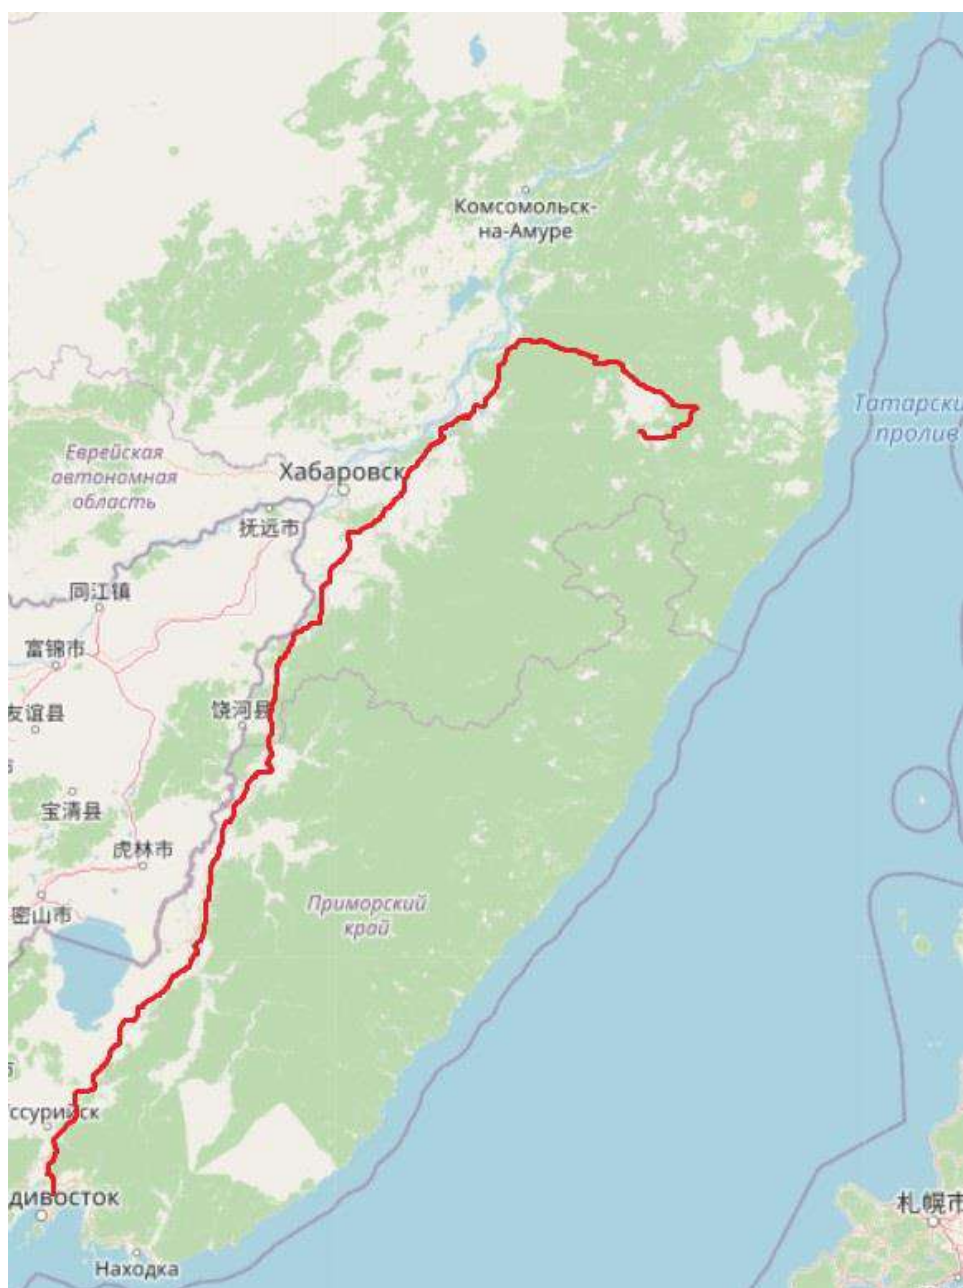 Комсомольск-
на-Амуре
Татарски
пролив
Еврейская
автономная
область
Хабаровск
抚远市
同江镇
富锦市
饶河县
友谊县
市
宝清县
虎林市
密山市
Приморский
край
市
ссурийск
дивосток
Находка
札幌市